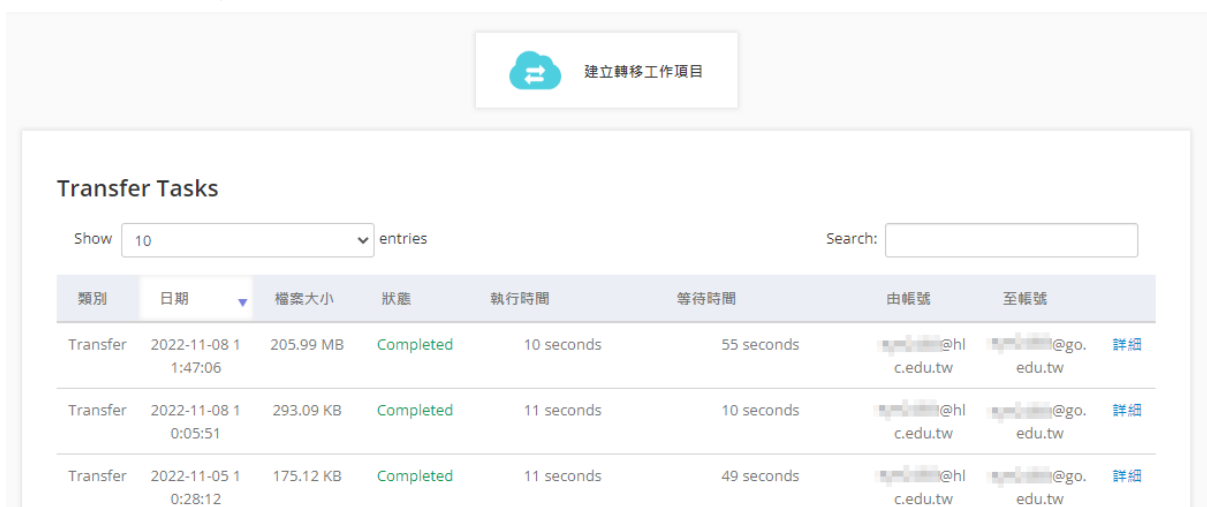 建立轉移工作項目
Transfer Tasks
Show 10 entries Search:
類別 日期 檔案大小 狀態 執行時間 等待時間 由帳號 至帳號
Transfer 2022-11-08 1 205.99 MB Completed 10 seconds 55 seconds @hl @go. 詳細
1:47:06 c.edu.tw edu.tw
Transfer 2022-11-08 1 293.09 KB Completed 11 seconds 10 seconds @hl @go. 詳細
0:05:51 c.edu.tw edu.tw
Transfer 2022-11-05 1 175.12 KB Completed 11 seconds 49 seconds @hl @go. 詳細
0:28:12 c.edu.tw edu.tw